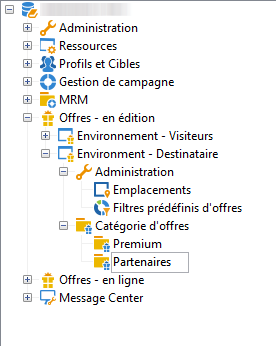 Administration
Ressources
Profils et Cibles
Gestion de campagne
MRM
Offres - en édition
Environnement - Visiteurs
Environment - Destinataire
Administration
Emplacements
Filtres prédéfinis d'offres
Catégorie d'offres
Premium
Partenaires
Offres - en ligne
Message Center